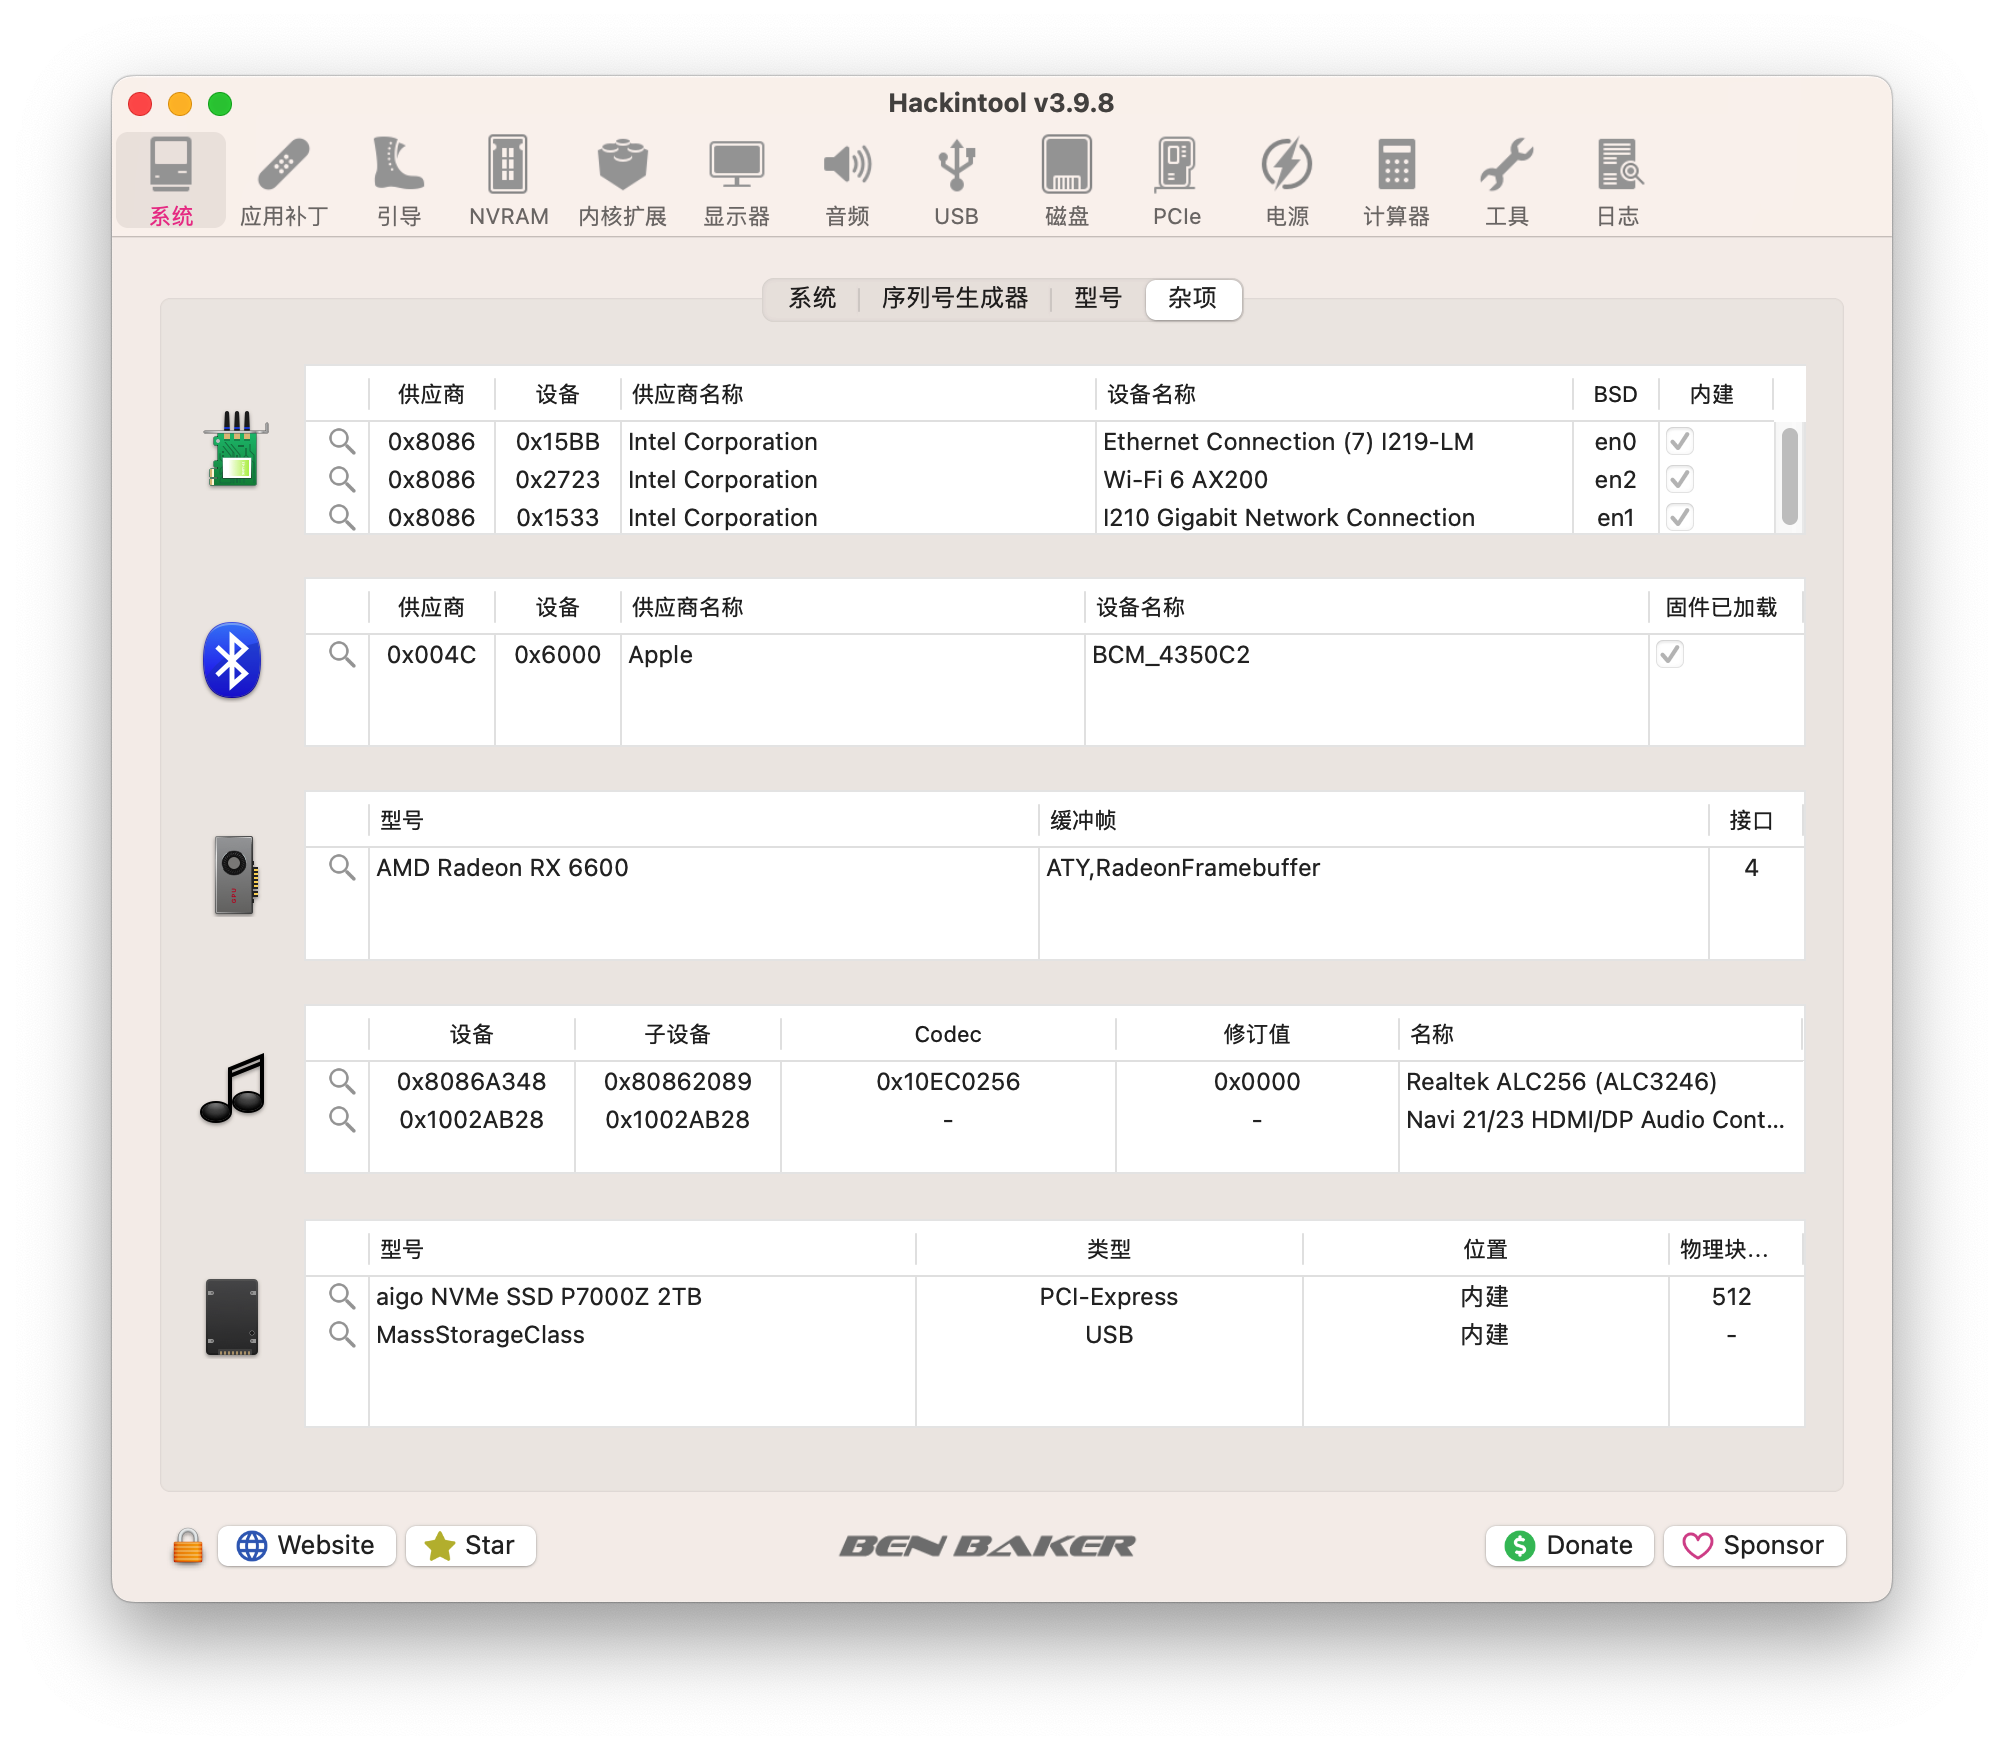 Hackintool v3.9.8
系统 应用补丁 引导 NVRAM 内核扩展 显示器 音频 USB 磁盘 PCIe 电源 计算器 工具 日志
系统 序列号生成器 型号 杂项
供应商 设备 供应商名称 设备名称 BSD 内建
0x8086 0x15BB Intel Corporation Ethernet Connection (7) I219-LM en0
0x8086 0x2723 Intel Corporation Wi-Fi 6 AX200 en2
0x8086 0x1533 Intel Corporation I210 Gigabit Network Connection en1
供应商 设备 供应商名称 设备名称 固件已加载
0x004C 0x6000 Apple BCM_4350C2
型号 缓冲帧 接口
AMD Radeon RX 6600 ATY,RadeonFramebuffer 4
设备 子设备 Codec 修订值 名称
0x8086A348 0x80862089 0x10EC0256 0x0000 Realtek ALC256 (ALC3246)
0x1002AB28 0x1002AB28 - - Navi 21/23 HDMI/DP Audio Cont...
型号 类型 位置 物理块...
aigo NVMe SSD P7000Z 2TB PCI-Express 内建 512
MassStorageClass USB 内建 -
Website Star BEN BAKER Donate Sponsor